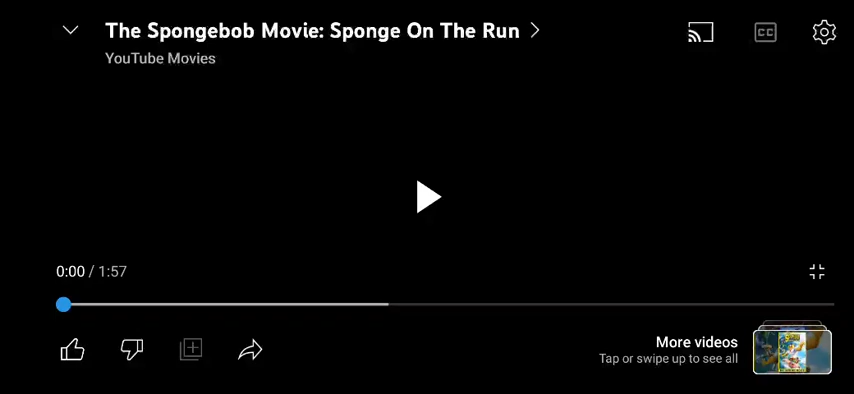 The Spongebob Movie: Sponge On The Run
YouTube Movies
CC
0:00 / 1:57
More videos
Tap or swipe up to see all